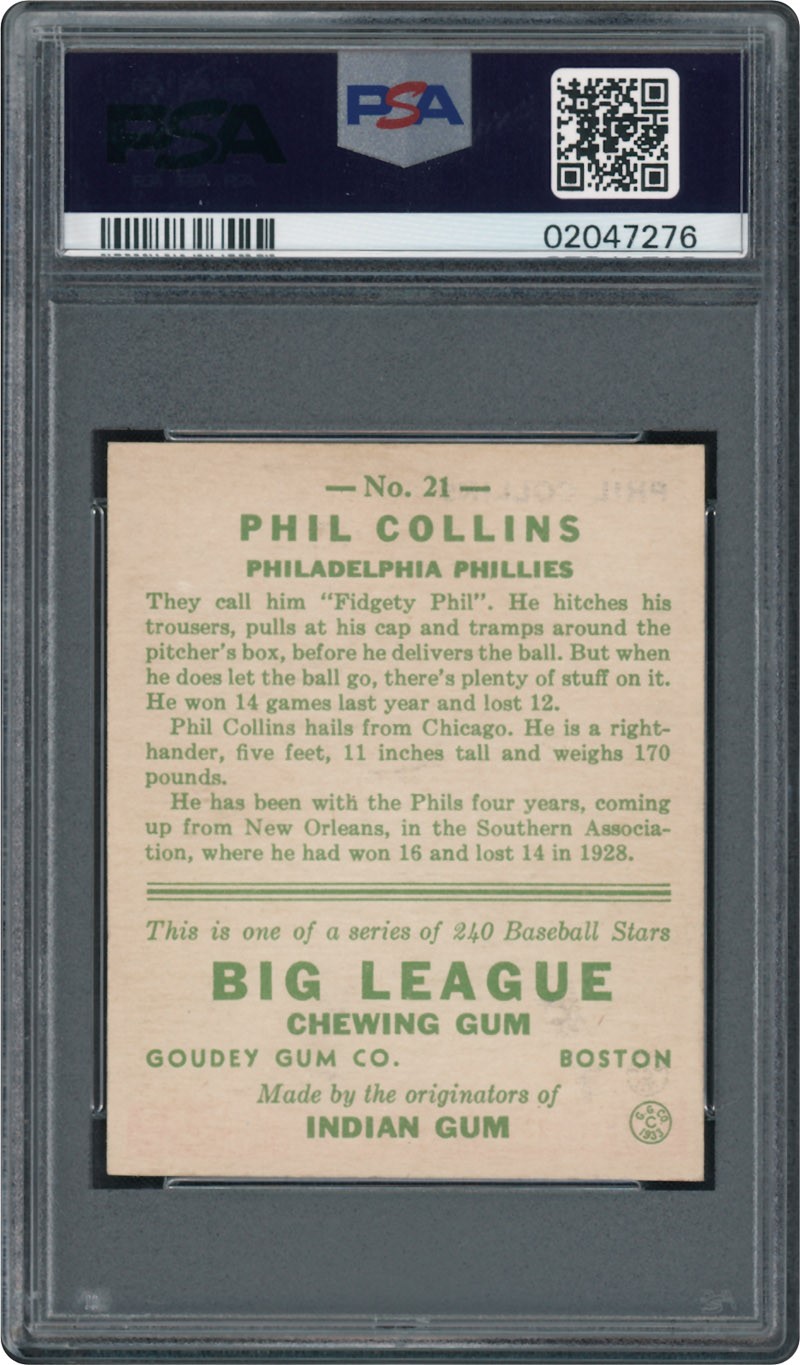 PSA
PSA
02047276
— No. 21 —
PHIL COLLINS
PHILADELPHIA PHILLIES
They call him "Fidgety Phil". He hitches his
trousers, pulls at his cap and tramps around the
pitcher's box, before he delivers the ball. But when
he does let the ball go, there's plenty of stuff on it.
He won 14 games last year and lost 12.
Phil Collins hails from Chicago. He is a right-
hander, five feet, 11 inches tall and weighs 170
pounds.
He has been with the Phils four years, coming
up from New Orleans, in the Southern Associa-
tion, where he had won 16 and lost 14 in 1928.
This is one of a series of 240 Baseball Stars
BIG LEAGUE
CHEWING GUM
GOUDEY GUM CO. BOSTON
Made by the originators of
INDIAN GUM
G. G. CO.
C
1933